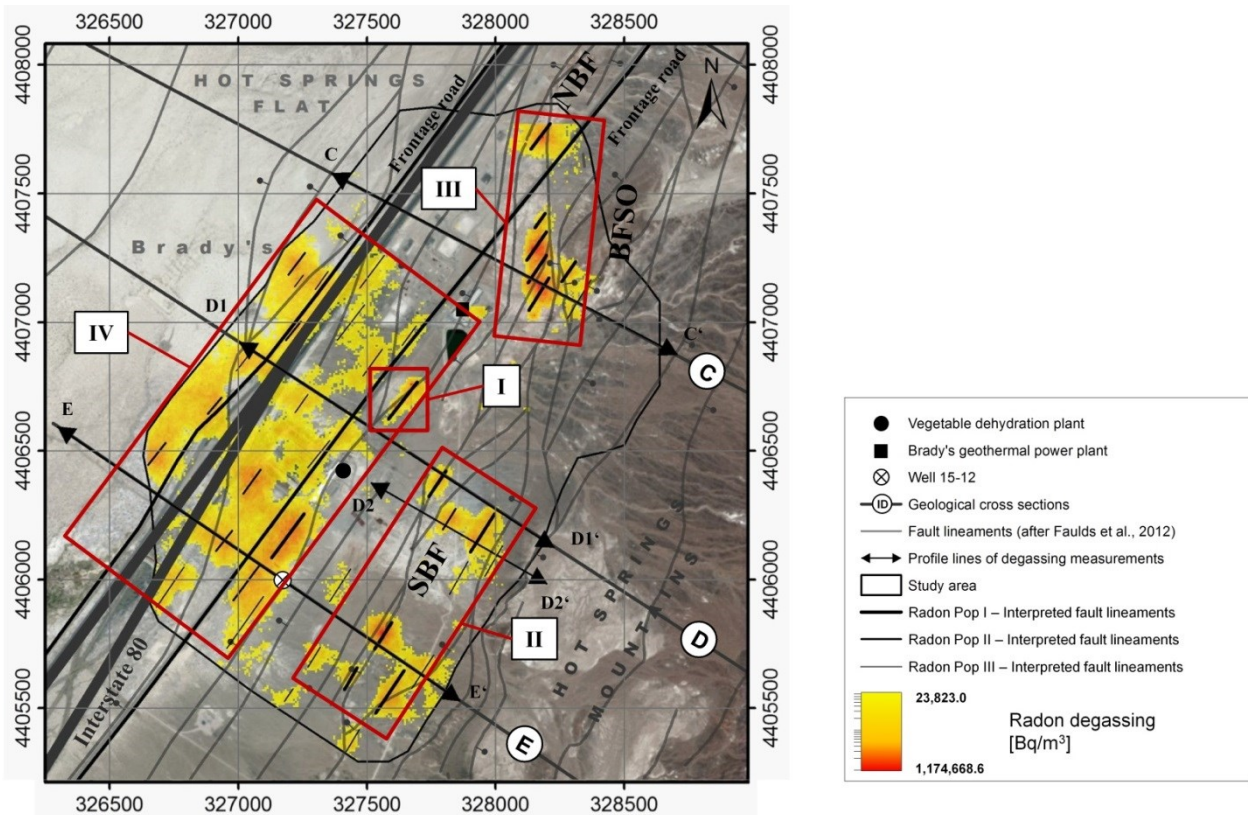 326500 327000 327500 328000 328500
4408000
4407500
4407000
4406500
4406000
4405500
HOT SPRINGS
FLAT
Frontage road
NBF
Frontage road
N
C
III
BFSO
Brady's
D1
IV
I
C'
C
E
D2
SBF
D1'
D2'
HOT SPRINGS
MOUNTAINS
D
II
Interstate 80
E'
E
4408000
4407500
4407000
4406500
4406000
4405500
326500 327000 327500 328000 328500
Vegetable dehydration plant
Brady's geothermal power plant
Well 15-12
ID Geological cross sections
Fault lineaments (after Faulds et al., 2012)
Profile lines of degassing measurements
Study area
Radon Pop I – Interpreted fault lineaments
Radon Pop II – Interpreted fault lineaments
Radon Pop III – Interpreted fault lineaments
23,823.0
Radon degassing
[Bq/m³]
1,174,668.6